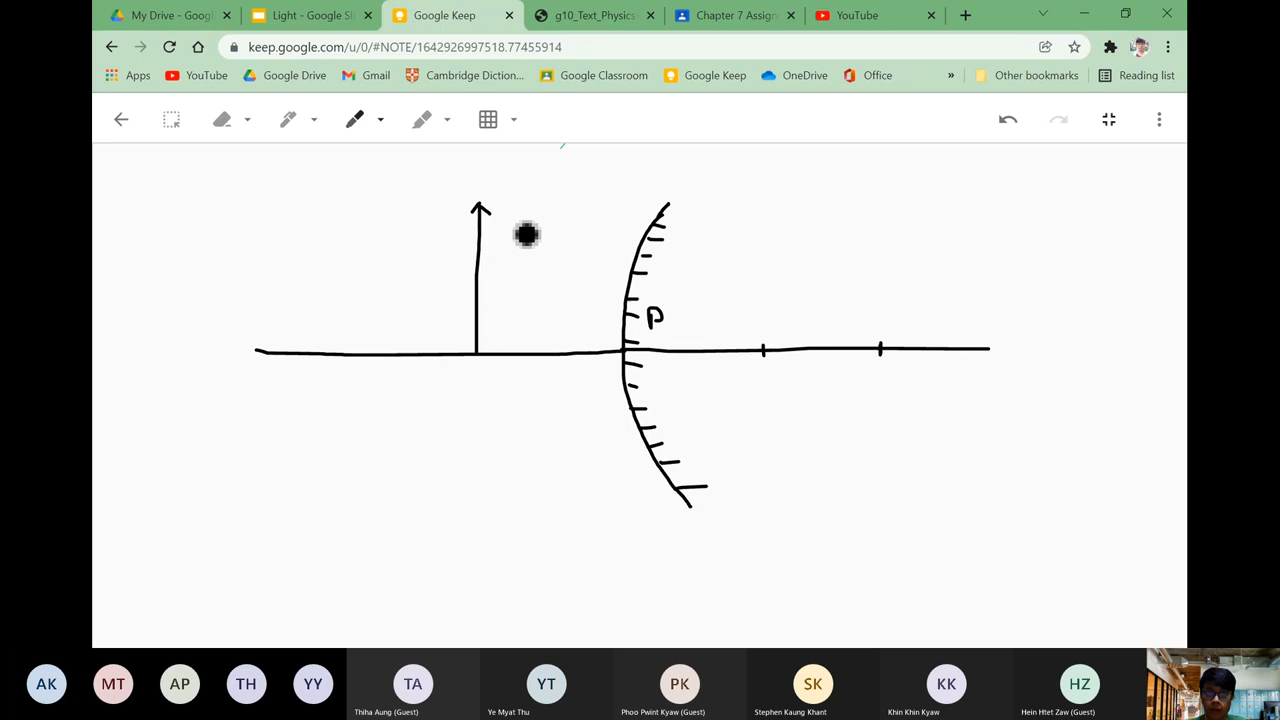 My Drive - Googl
Light - Google Sli
Google Keep
g10_Text_Physics
Chapter 7 Assign
YouTube
keep.google.com/u/0/#NOTE/1642926997518.77455914
Apps
YouTube
Google Drive
Gmail
Cambridge Diction...
Google Classroom
Google Keep
OneDrive
Office
»
Other bookmarks
Reading list
P
AK
MT
AP
TH
YY
TA
YT
PK
SK
KK
HZ
Thiha Aung (Guest)
Ye Myat Thu
Phoo Pwint Kyaw (Guest)
Stephen Kaung Khant
Khin Khin Kyaw
Hein Htet Zaw (Guest)